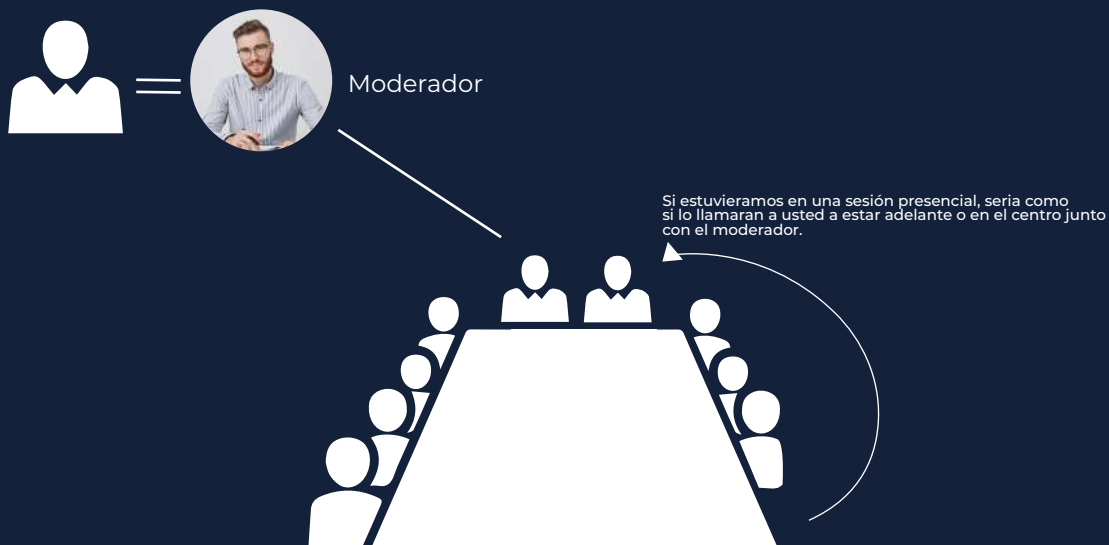 Moderador
Si estuvieramos en una sesión presencial, seria como
si lo llamaran a usted a estar adelante o en el centro junto
con el moderador.